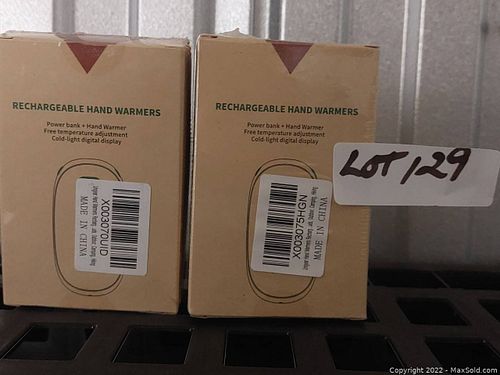 RECHARGEABLE HAND WARMERS
Power bank + Hand Warmer
Free temperature adjustment
Cold-light digital display
X003070UID
MADE IN CHINA
RECHARGEABLE HAND WARMERS
Power bank + Hand Warmer
Free temperature adjustment
Cold-light digital display
X003075HGN
MADE IN CHINA
LOT 129
Copyright © 2022 - MaxSold.com